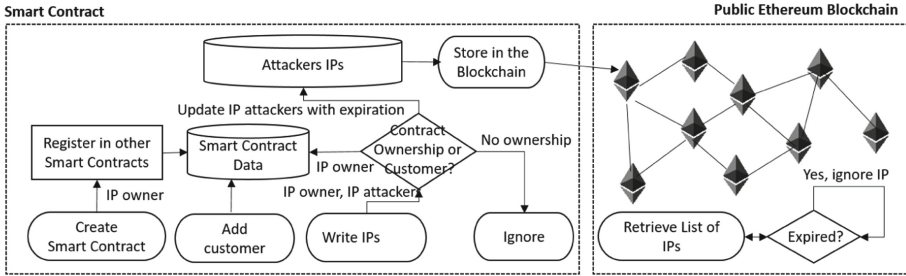 Smart Contract
Public Ethereum Blockchain
Attackers IPs
Store in the
Blockchain
Update IP attackers with expiration
Register in other
Smart Contracts
Smart Contract
Data
Contract
Ownership or
Customer?
No ownership
IP owner
IP owner
IP owner, IP attacker
Create
Smart Contract
Add
customer
Write IPs
Ignore
Yes, ignore IP
Retrieve List of
IPs
Expired?